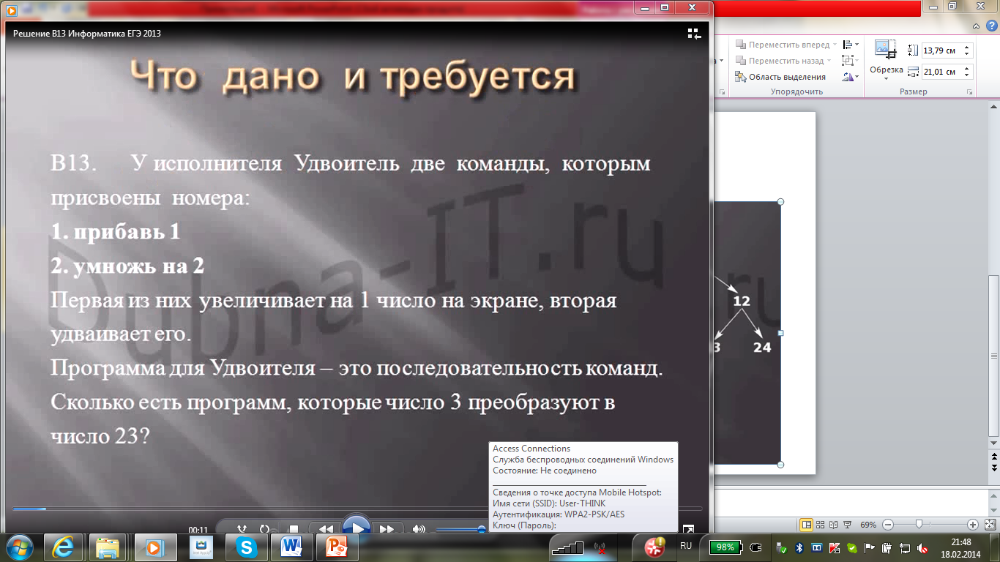 Решение В13 Информатика ЕГЭ 2013
Что дано и требуется
В13. У исполнителя Удвоитель две команды, которым
присвоены номера:
1. прибавь 1
2. умножь на 2
Первая из них увеличивает на 1 число на экране, вторая
удваивает его.
Программа для Удвоителя – это последовательность команд.
Сколько есть программ, которые число 3 преобразуют в
число 23?
Dubna-IT.ru
00:11
Access Connections
Служба беспроводных соединений Windows
Состояние: Не соединено
Сведения о точке доступа Mobile Hotspot:
Имя сети (SSID): User-THINK
Аутентификация: WPA2-PSK/AES
Ключ (Пароль):
Переместить вперед
Переместить назад
Область выделения
Упорядочить
Обрезка
13,79 см
21,01 см
Размер
12
3
24
ru
69%
RU
98%
21:48
18.02.2014